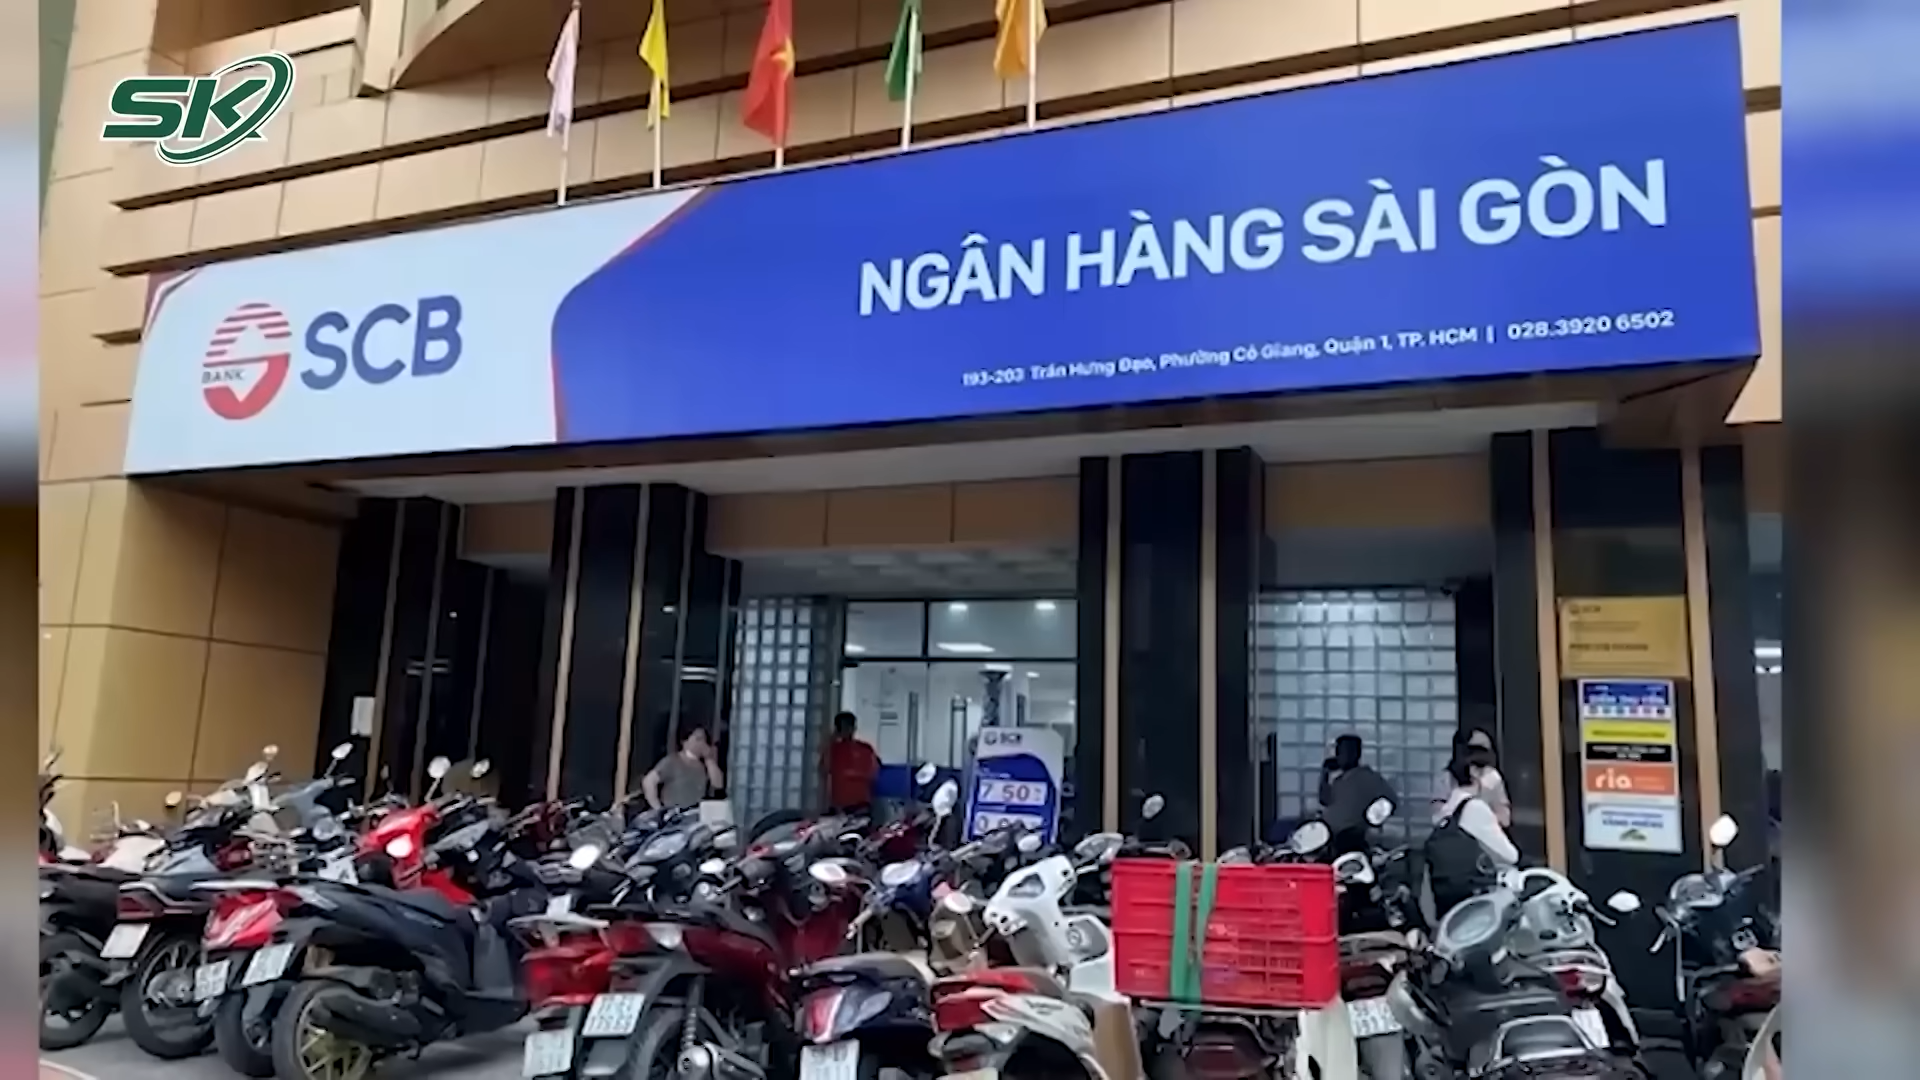 SK
NGÂN HÀNG SÀI GÒN
BANK
SCB
193-203 Trần Hưng Đạo, Phường Cô Giang, Quận 1, TP. HCM | 028.3920 6502
SCB
7 50
ria